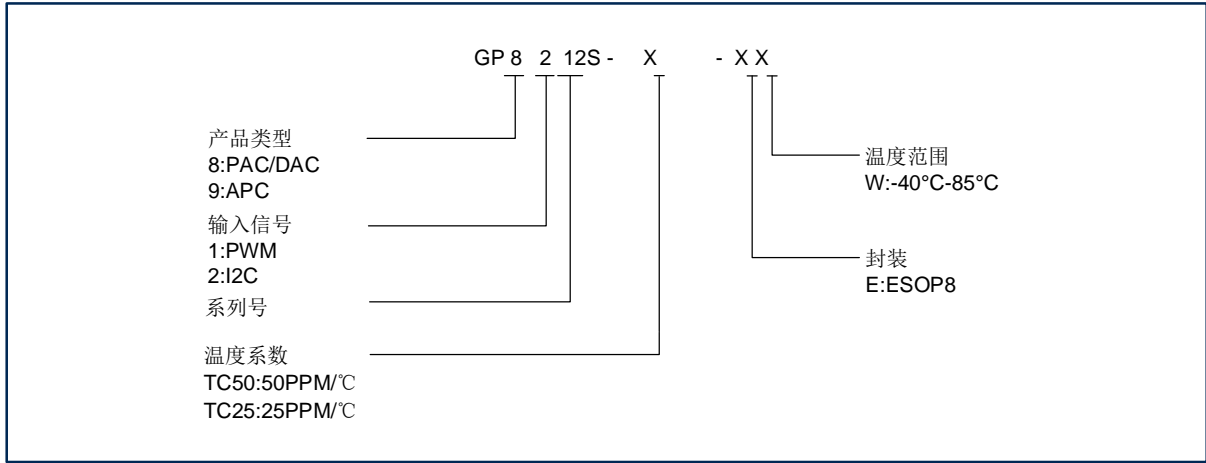 GP 8 2 12S - X - X X
产品类型
8:PAC/DAC
9:APC
输入信号
1:PWM
2:I2C
系列号
温度系数
TC50:50PPM/℃
TC25:25PPM/℃
温度范围
W:-40°C-85°C
封装
E:ESOP8